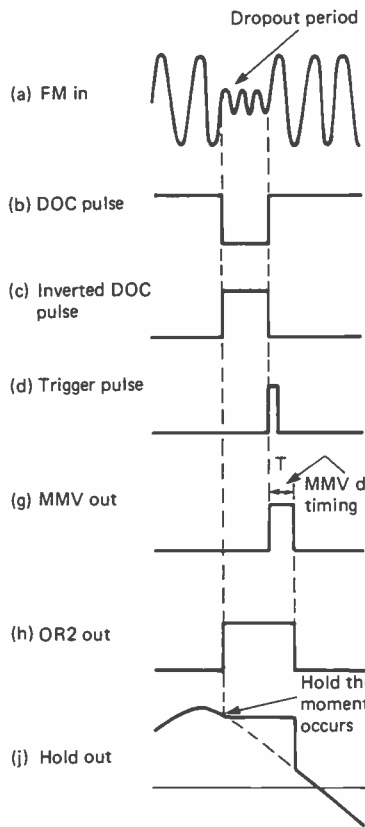 Dropout period
(a) FM in
(b) DOC pulse
(c) Inverted DOC
pulse
(d) Trigger pulse
T
MMV d
timing
(g) MMV out
(h) OR2 out
Hold th
moment
occurs
(j) Hold out